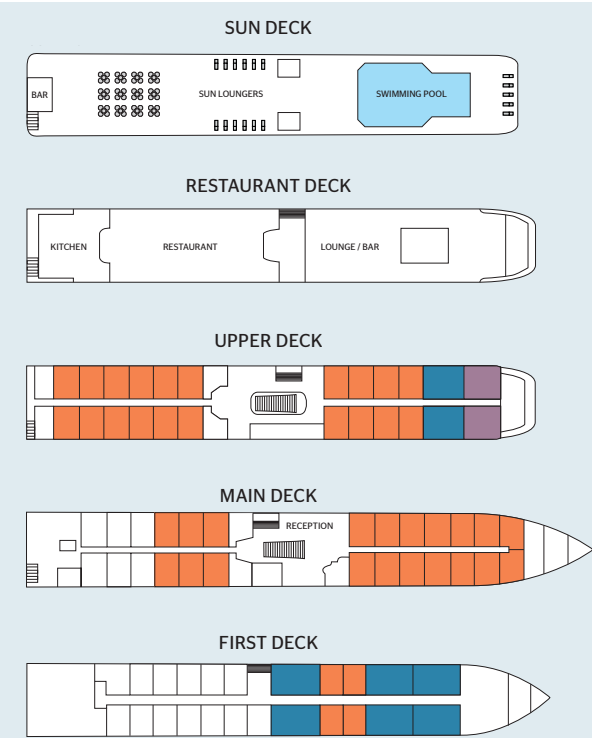 SUN DECK
BAR
SUN LOUNGERS
SWIMMING POOL
RESTAURANT DECK
KITCHEN
RESTAURANT
LOUNGE / BAR
UPPER DECK
MAIN DECK
RECEPTION
FIRST DECK